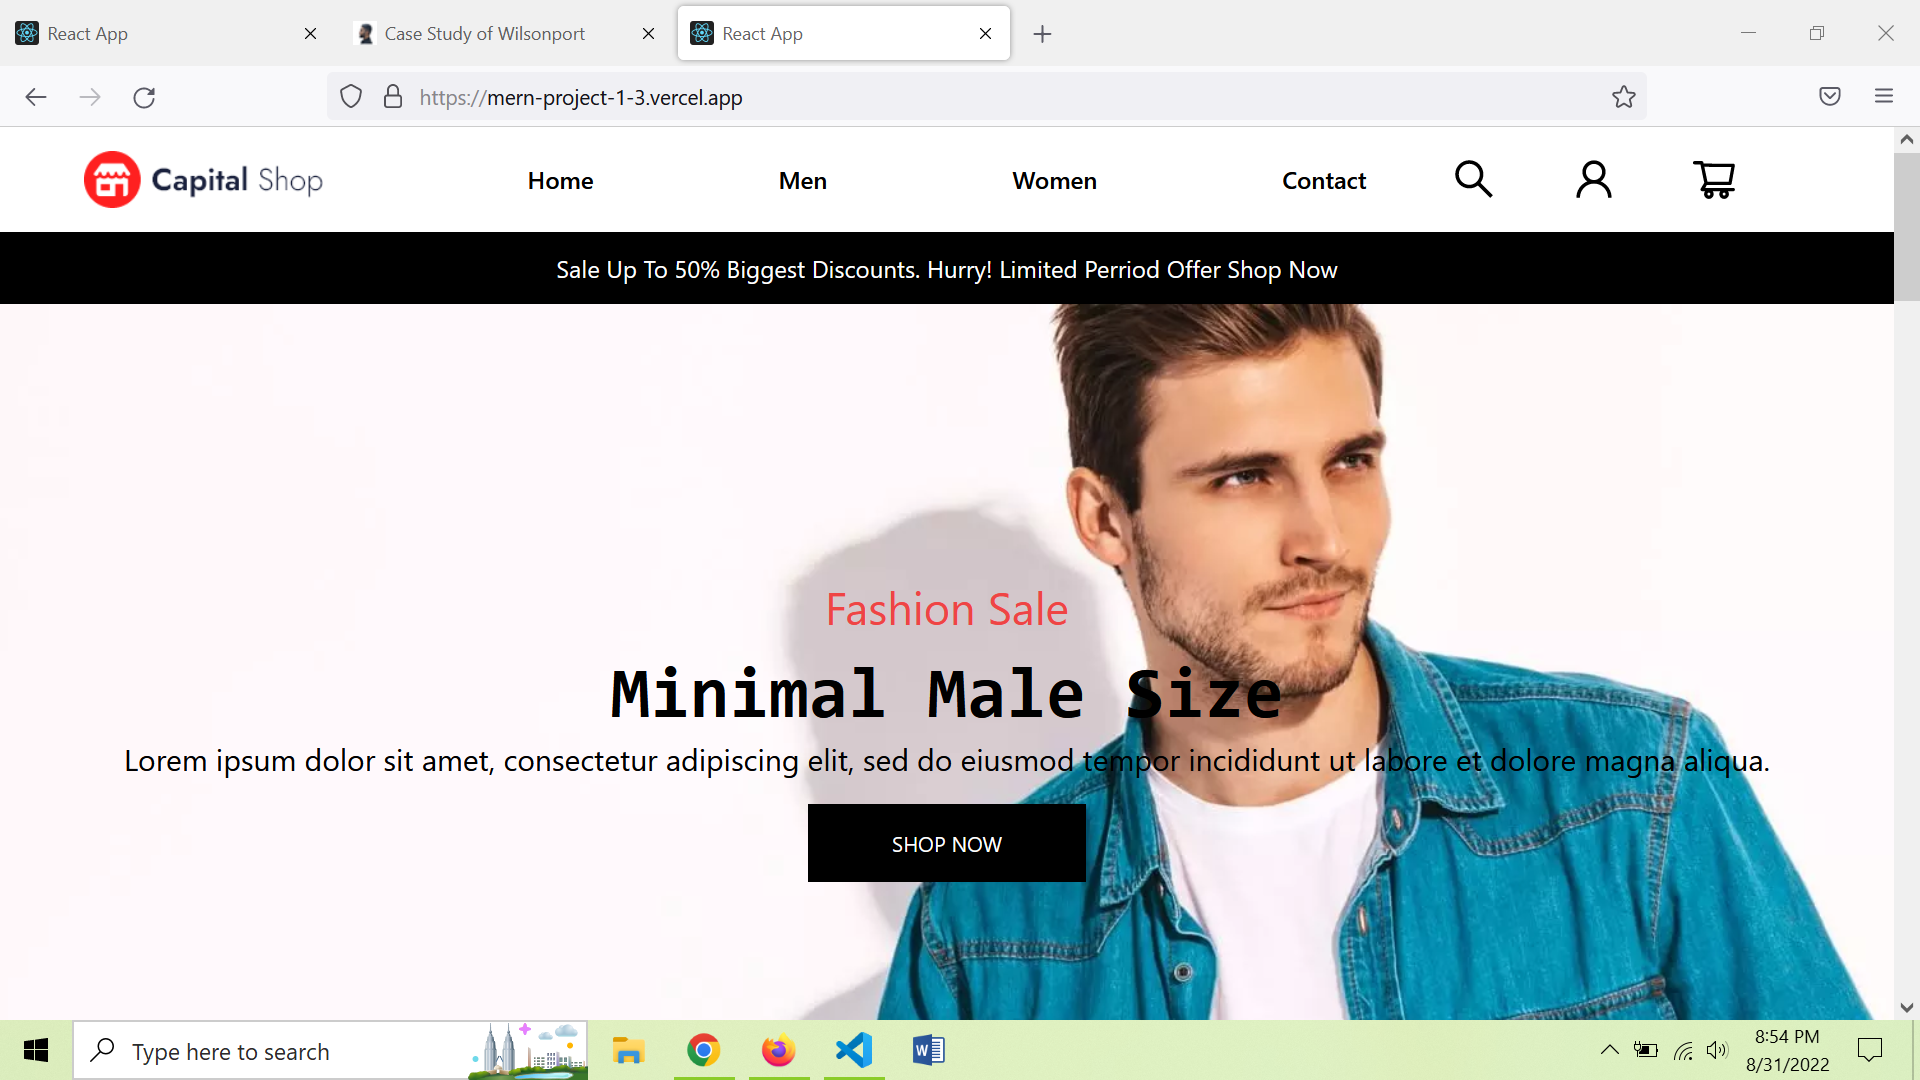 React App
Case Study of Wilsonport
React App
https://mern-project-1-3.vercel.app
Capital Shop
Home
Men
Women
Contact
Sale Up To 50% Biggest Discounts. Hurry! Limited Perriod Offer Shop Now
Fashion Sale
Minimal Male Size
Lorem ipsum dolor sit amet, consectetur adipiscing elit, sed do eiusmod tempor incididunt ut labore et dolore magna aliqua.
SHOP NOW
Type here to search
W
8:54 PM
8/31/2022